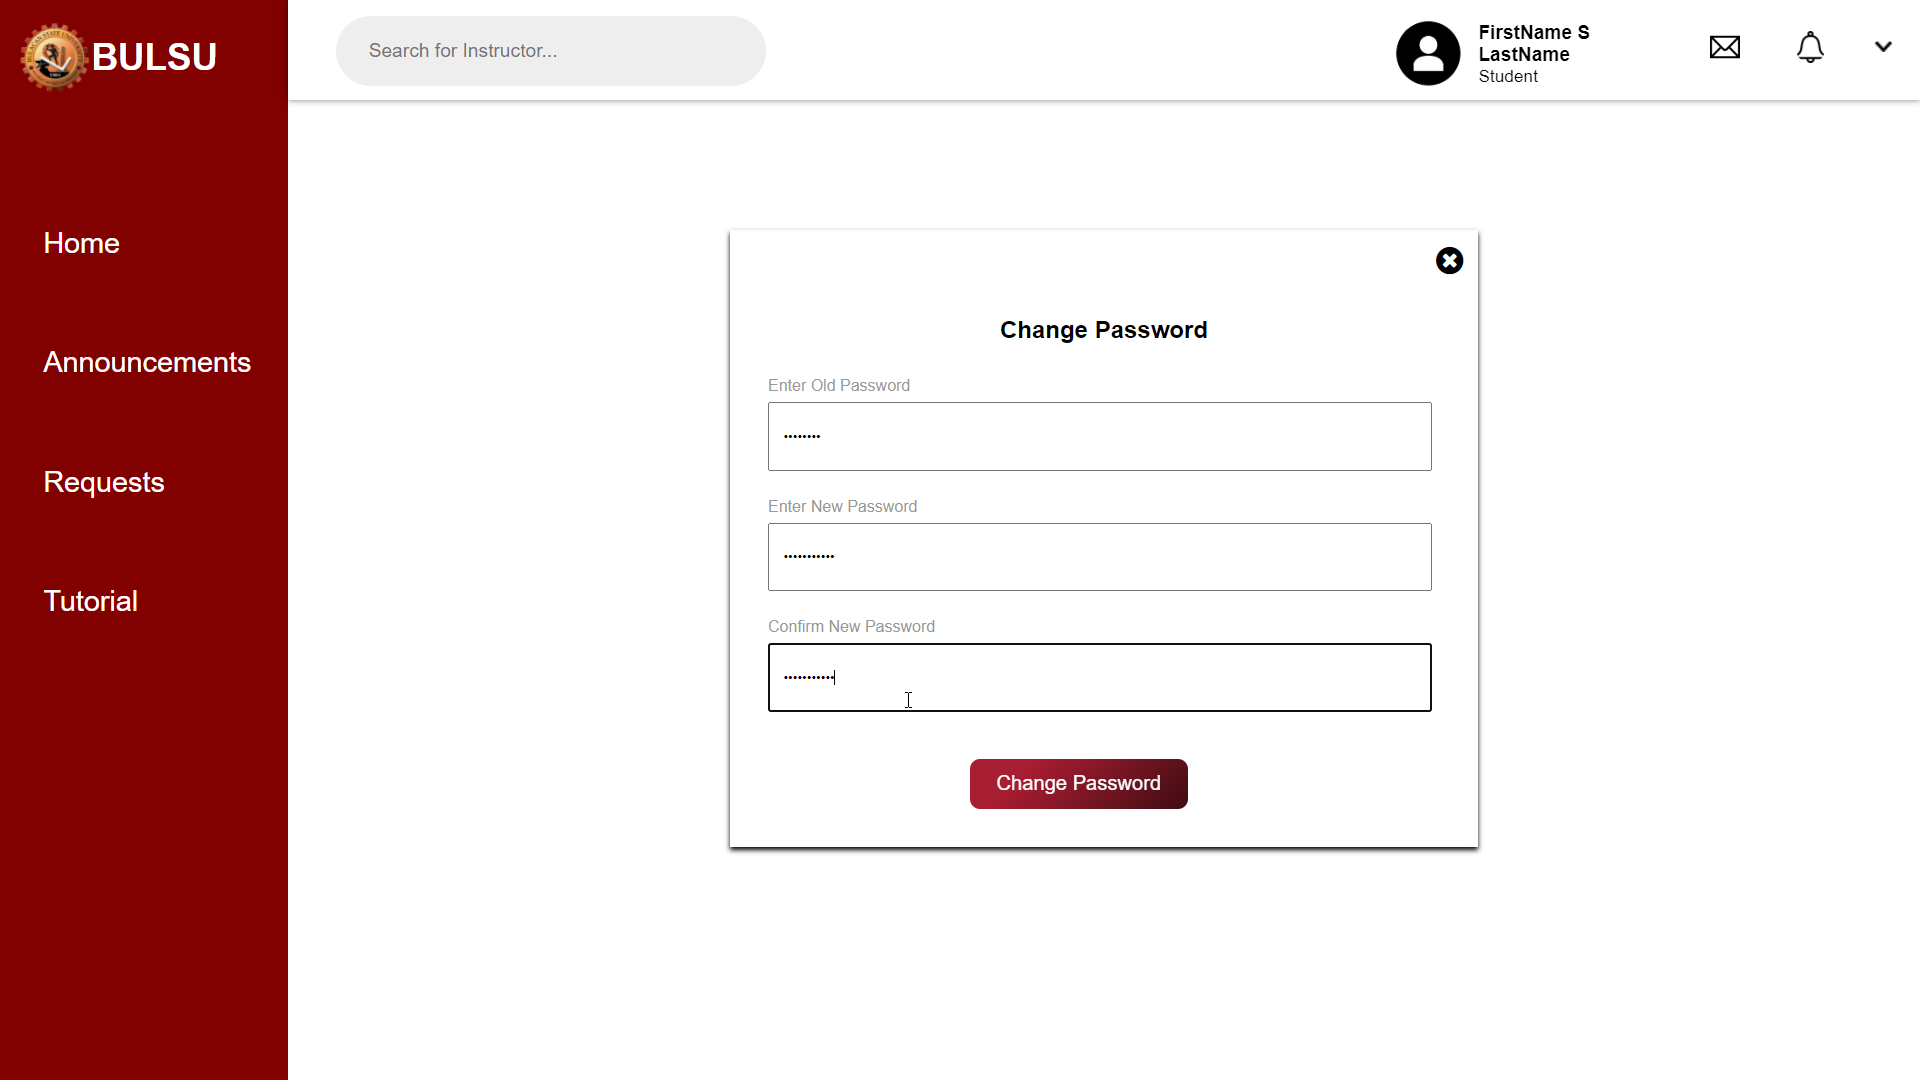 BULSU
Search for Instructor...
FirstName S
LastName
Student
Home
Announcements
Requests
Tutorial
Change Password
Enter Old Password
••••••••
Enter New Password
•••••••••••
Confirm New Password
•••••••••••
Change Password